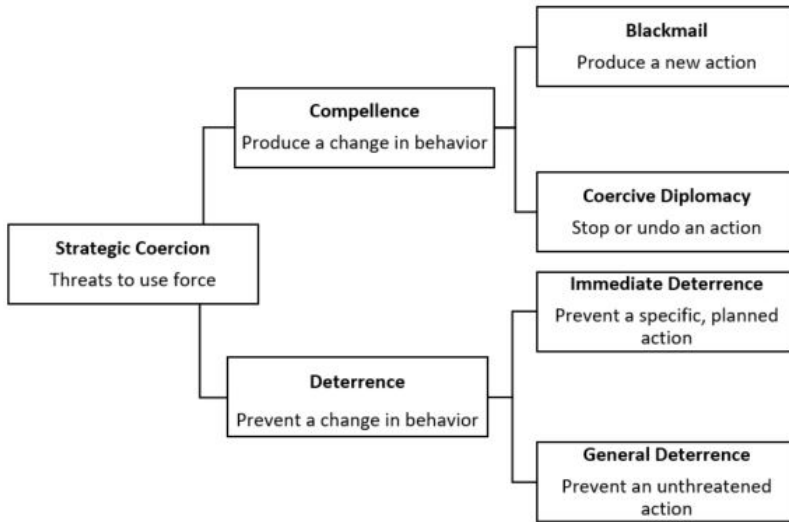 Strategic Coercion
Threats to use force
Compellence
Produce a change in behavior
Blackmail
Produce a new action
Coercive Diplomacy
Stop or undo an action
Deterrence
Prevent a change in behavior
Immediate Deterrence
Prevent a specific, planned
action
General Deterrence
Prevent an unthreatened
action